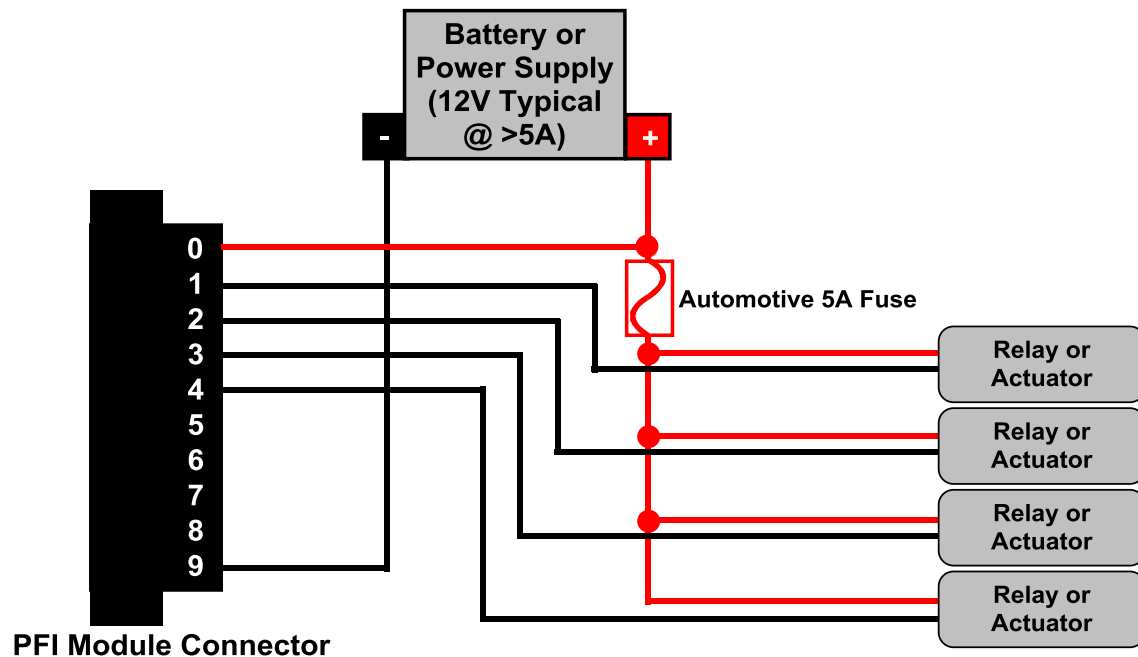 Battery or
Power Supply
(12V Typical
@ >5A)
-
+
0
1
2
3
4
5
6
7
8
9
Automotive 5A Fuse
Relay or
Actuator
Relay or
Actuator
Relay or
Actuator
Relay or
Actuator
PFI Module Connector